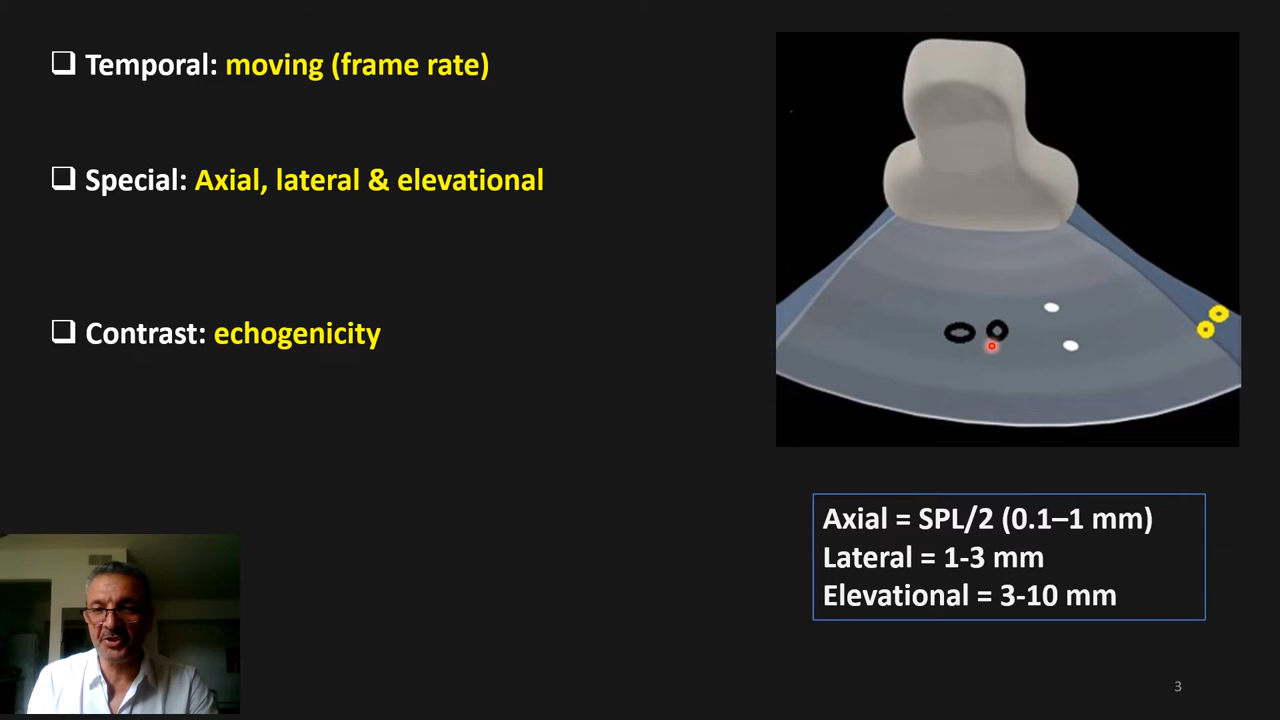 Temporal: moving (frame rate)
Special: Axial, lateral & elevational
Contrast: echogenicity
Axial = SPL/2 (0.1–1 mm)
Lateral = 1-3 mm
Elevational = 3-10 mm
3